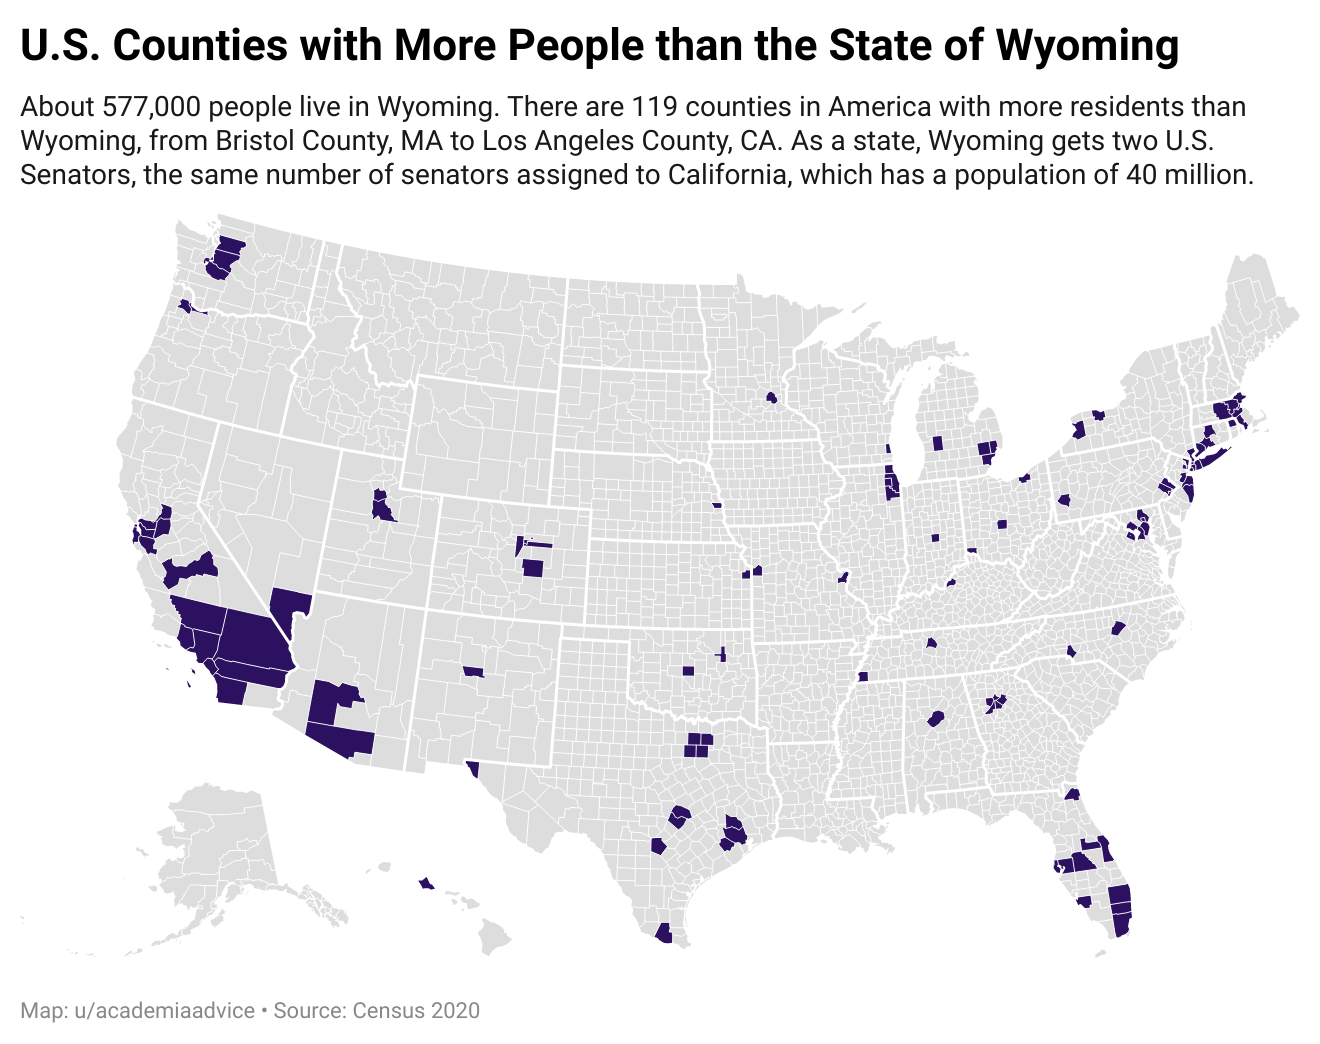 U.S. Counties with More People than the State of Wyoming
About 577,000 people live in Wyoming. There are 119 counties in America with more residents than
Wyoming, from Bristol County, MA to Los Angeles County, CA. As a state, Wyoming gets two U.S.
Senators, the same number of senators assigned to California, which has a population of 40 million.
Map: u/academiaadvice • Source: Census 2020